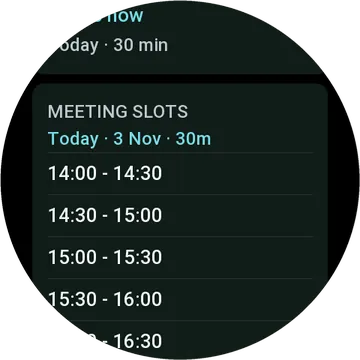 now
Today · 30 min
MEETING SLOTS
Today · 3 Nov · 30m
14:00 - 14:30
14:30 - 15:00
15:00 - 15:30
15:30 - 16:00
- 16:30